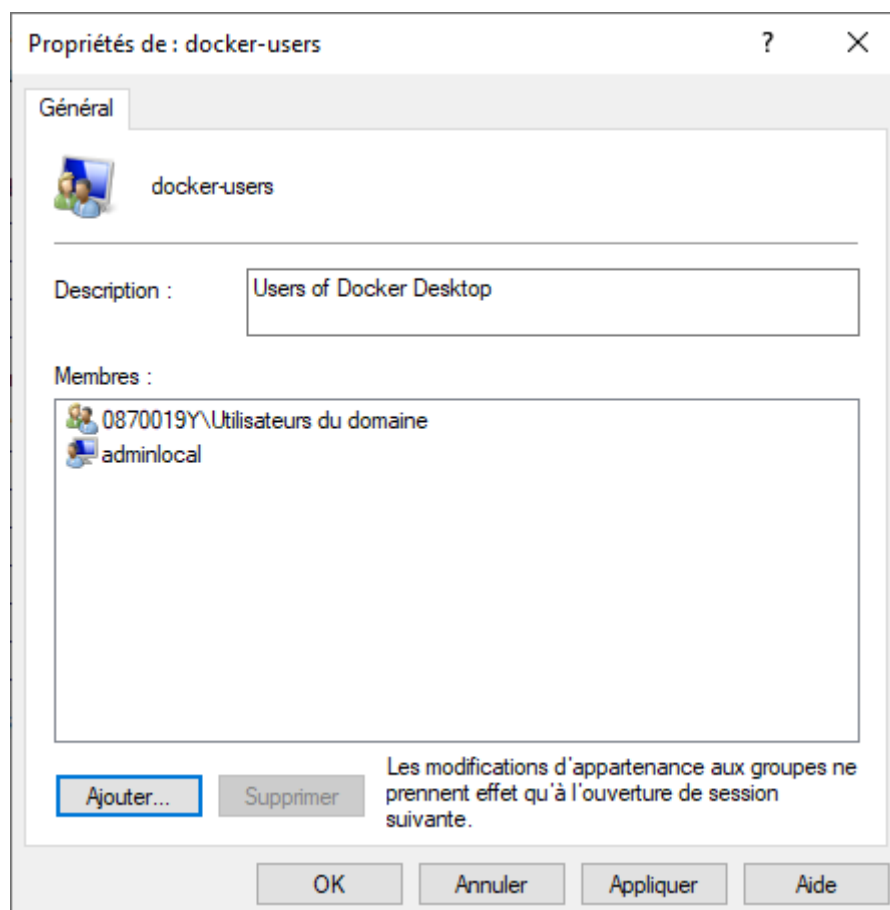 Propriétés de : docker-users
?
Général
docker-users
Description :
Users of Docker Desktop
Membres :
0870019Y\Utilisateurs du domaine
adminlocal
Ajouter...
Supprimer
Les modifications d'appartenance aux groupes ne
prennent effet qu'à l'ouverture de session
suivante.
OK
Annuler
Appliquer
Aide